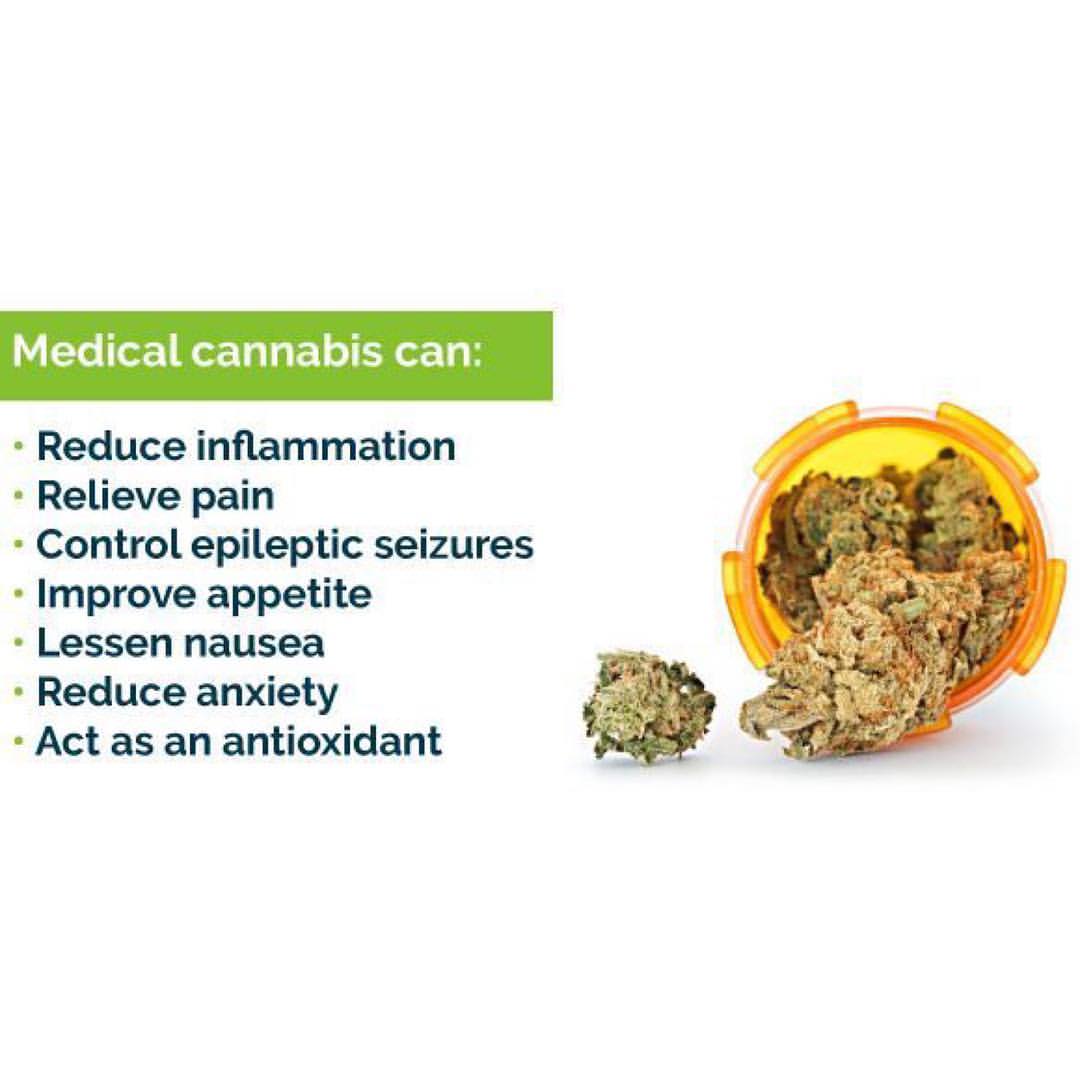 Medical cannabis can:
• Reduce inflammation
• Relieve pain
• Control epileptic seizures
• Improve appetite
• Lessen nausea
• Reduce anxiety
• Act as an antioxidant